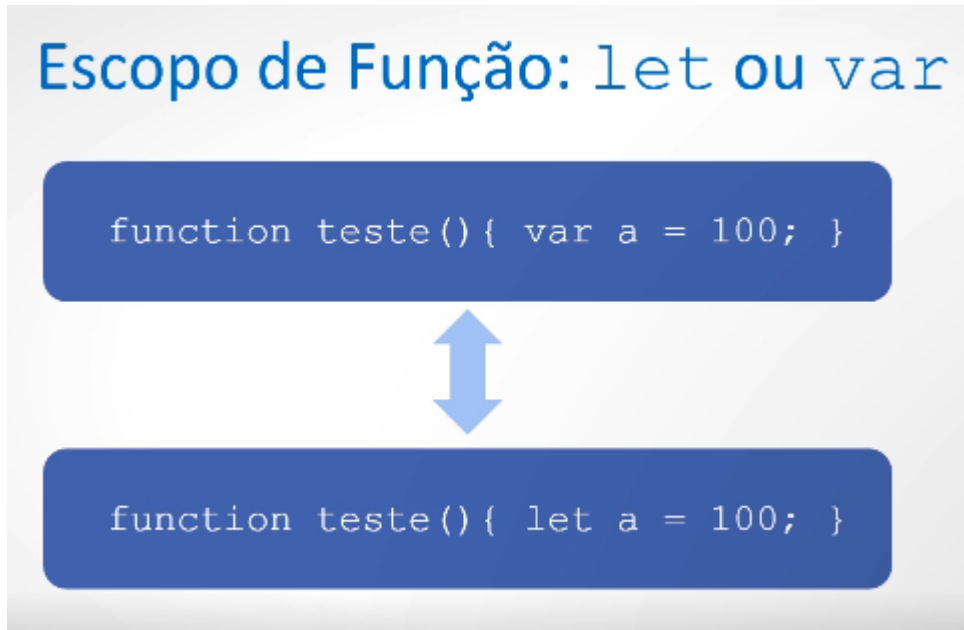 Escopo de Função: let ou var
function teste(){ var a = 100; }
function teste(){ let a = 100; }